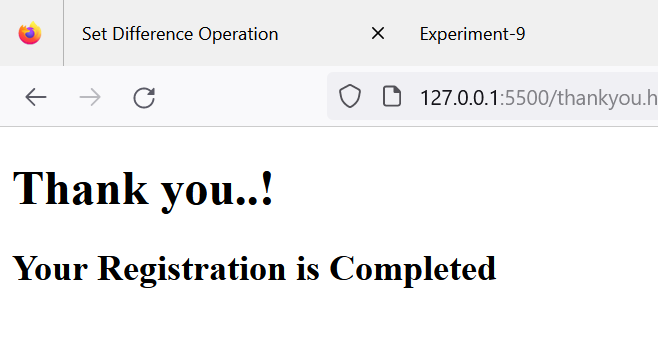 Set Difference Operation
Experiment-9
127.0.0.1:5500/thankyou.h
Thank you..!
Your Registration is Completed